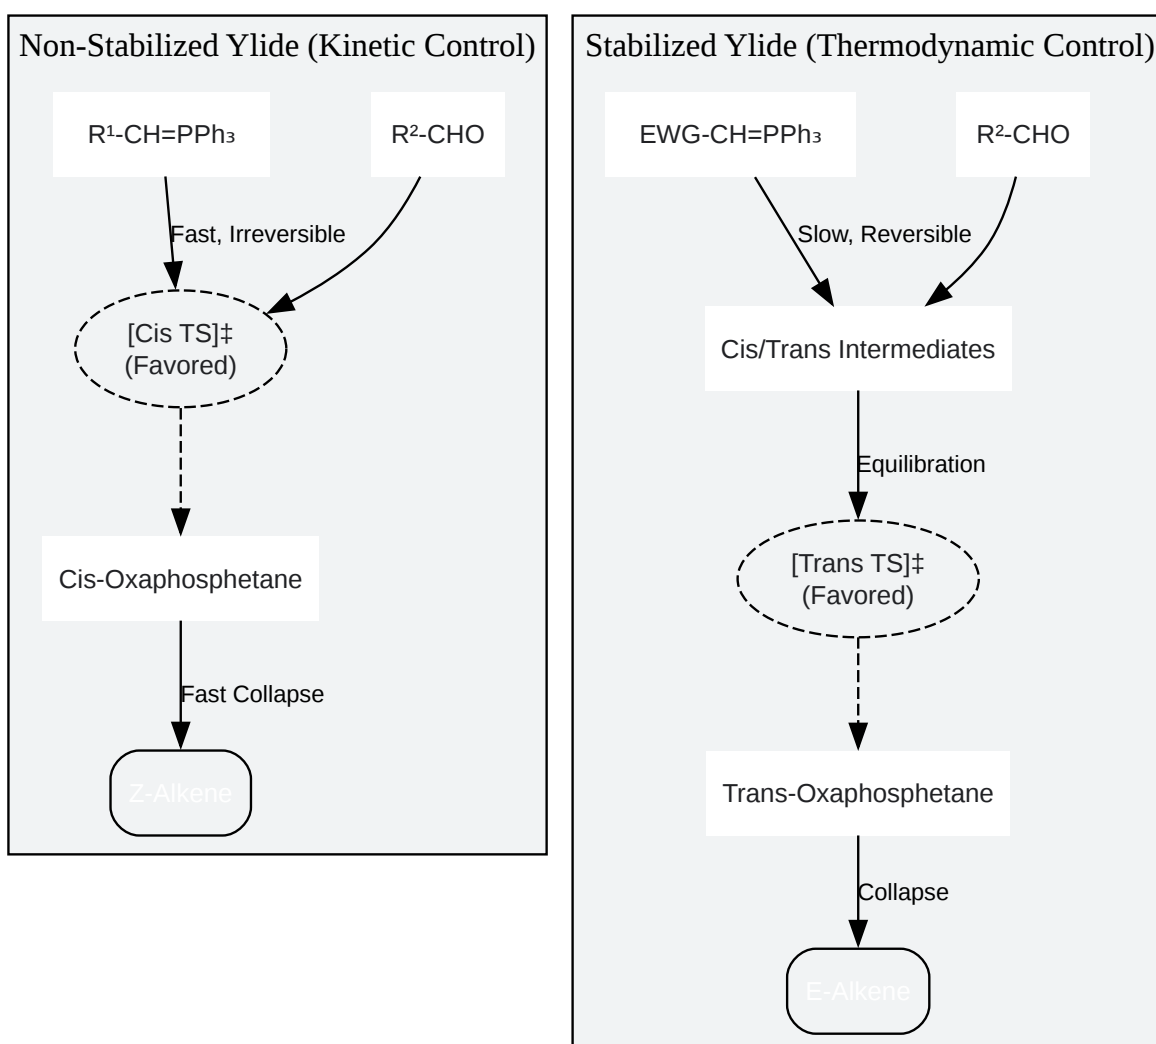 Non-Stabilized Ylide (Kinetic Control)
R¹-CH=PPh₃
R²-CHO
Fast, Irreversible
[Cis TS]‡
(Favored)
Cis-Oxaphosphetane
Fast Collapse
Z-Alkene
Stabilized Ylide (Thermodynamic Control)
EWG-CH=PPh₃
R²-CHO
Slow, Reversible
Cis/Trans Intermediates
Equilibration
[Trans TS]‡
(Favored)
Trans-Oxaphosphetane
Collapse
E-Alkene